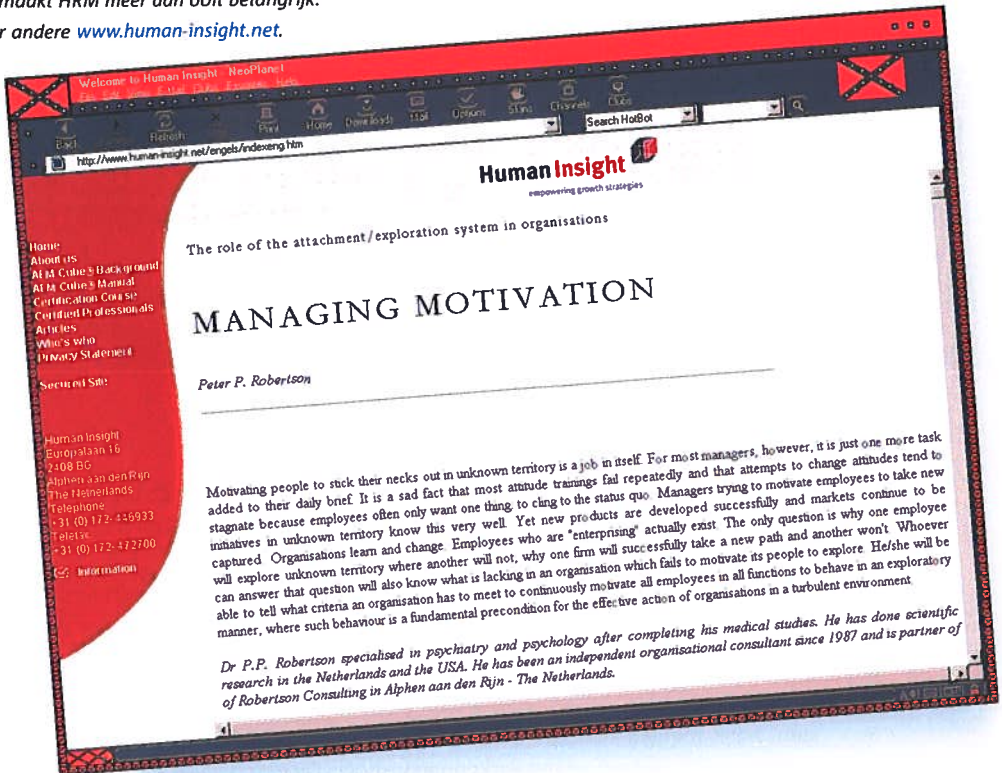 maakt HRM meer dan ooit belangrijk.
r andere www.human-insight.net.
Welcome to Human Insight - NeoPlanet
File Edit View E-Mail Clubs Favorites Help
Back Refresh Print Home Downloads Mail Options Skins Channels Clubs
http://www.human-insight.net/engels/indexeng.htm
Search HotBot
Human Insight
empowering growth strategies
Home
About us
AEM Cube's Background
AEM Cube's Manual
Certification Course
Certified Professionals
Articles
Who's who
Privacy Statement
Secured Site
Human Insight
Europalaan 16
2408 BG
Alphen aan den Rijn
The Netherlands
Telephone
+31 (0) 172-446933
Telefax
+31 (0) 172-472700
Information
The role of the attachment/exploration system in organisations
MANAGING MOTIVATION
Peter P. Robertson
Motivating people to stick their necks out in unknown territory is a job in itself. For most managers, however, it is just one more task
added to their daily brief. It is a sad fact that most attitude trainings fail repeatedly and that attempts to change attitudes tend to
stagnate because employees often only want one thing, to cling to the status quo. Managers trying to motivate employees to take new
initiatives in unknown territory know this very well. Yet new products are developed successfully and markets continue to be
captured. Organisations learn and change. Employees who are "enterprising" actually exist. The only question is why one employee
will explore unknown territory where another will not, why one firm will successfully take a new path and another won't. Whoever
can answer that question will also know what is lacking in an organisation which fails to motivate its people to explore. He/she will be
able to tell what criteria an organisation has to meet to continuously motivate all employees in all functions to behave in an exploratory
manner, where such behaviour is a fundamental precondition for the effective action of organisations in a turbulent environment.
Dr P.P. Robertson specialised in psychiatry and psychology after completing his medical studies. He has done scientific
research in the Netherlands and the USA. He has been an independent organisational consultant since 1987 and is partner of
of Robertson Consulting in Alphen aan den Rijn - The Netherlands.